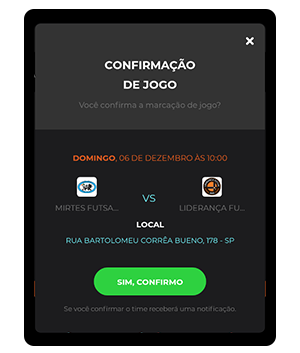 CONFIRMAÇÃO
DE JOGO
Você confirma a marcação de jogo?
DOMINGO, 06 DE DEZEMBRO ÀS 10:00
MIRTES FUTSA...
VS
LIDERANÇA FU...
LOCAL
RUA BARTOLOMEU CORRÊA BUENO, 178 - SP
SIM, CONFIRMO
Se você confirmar o time receberá uma notificação.